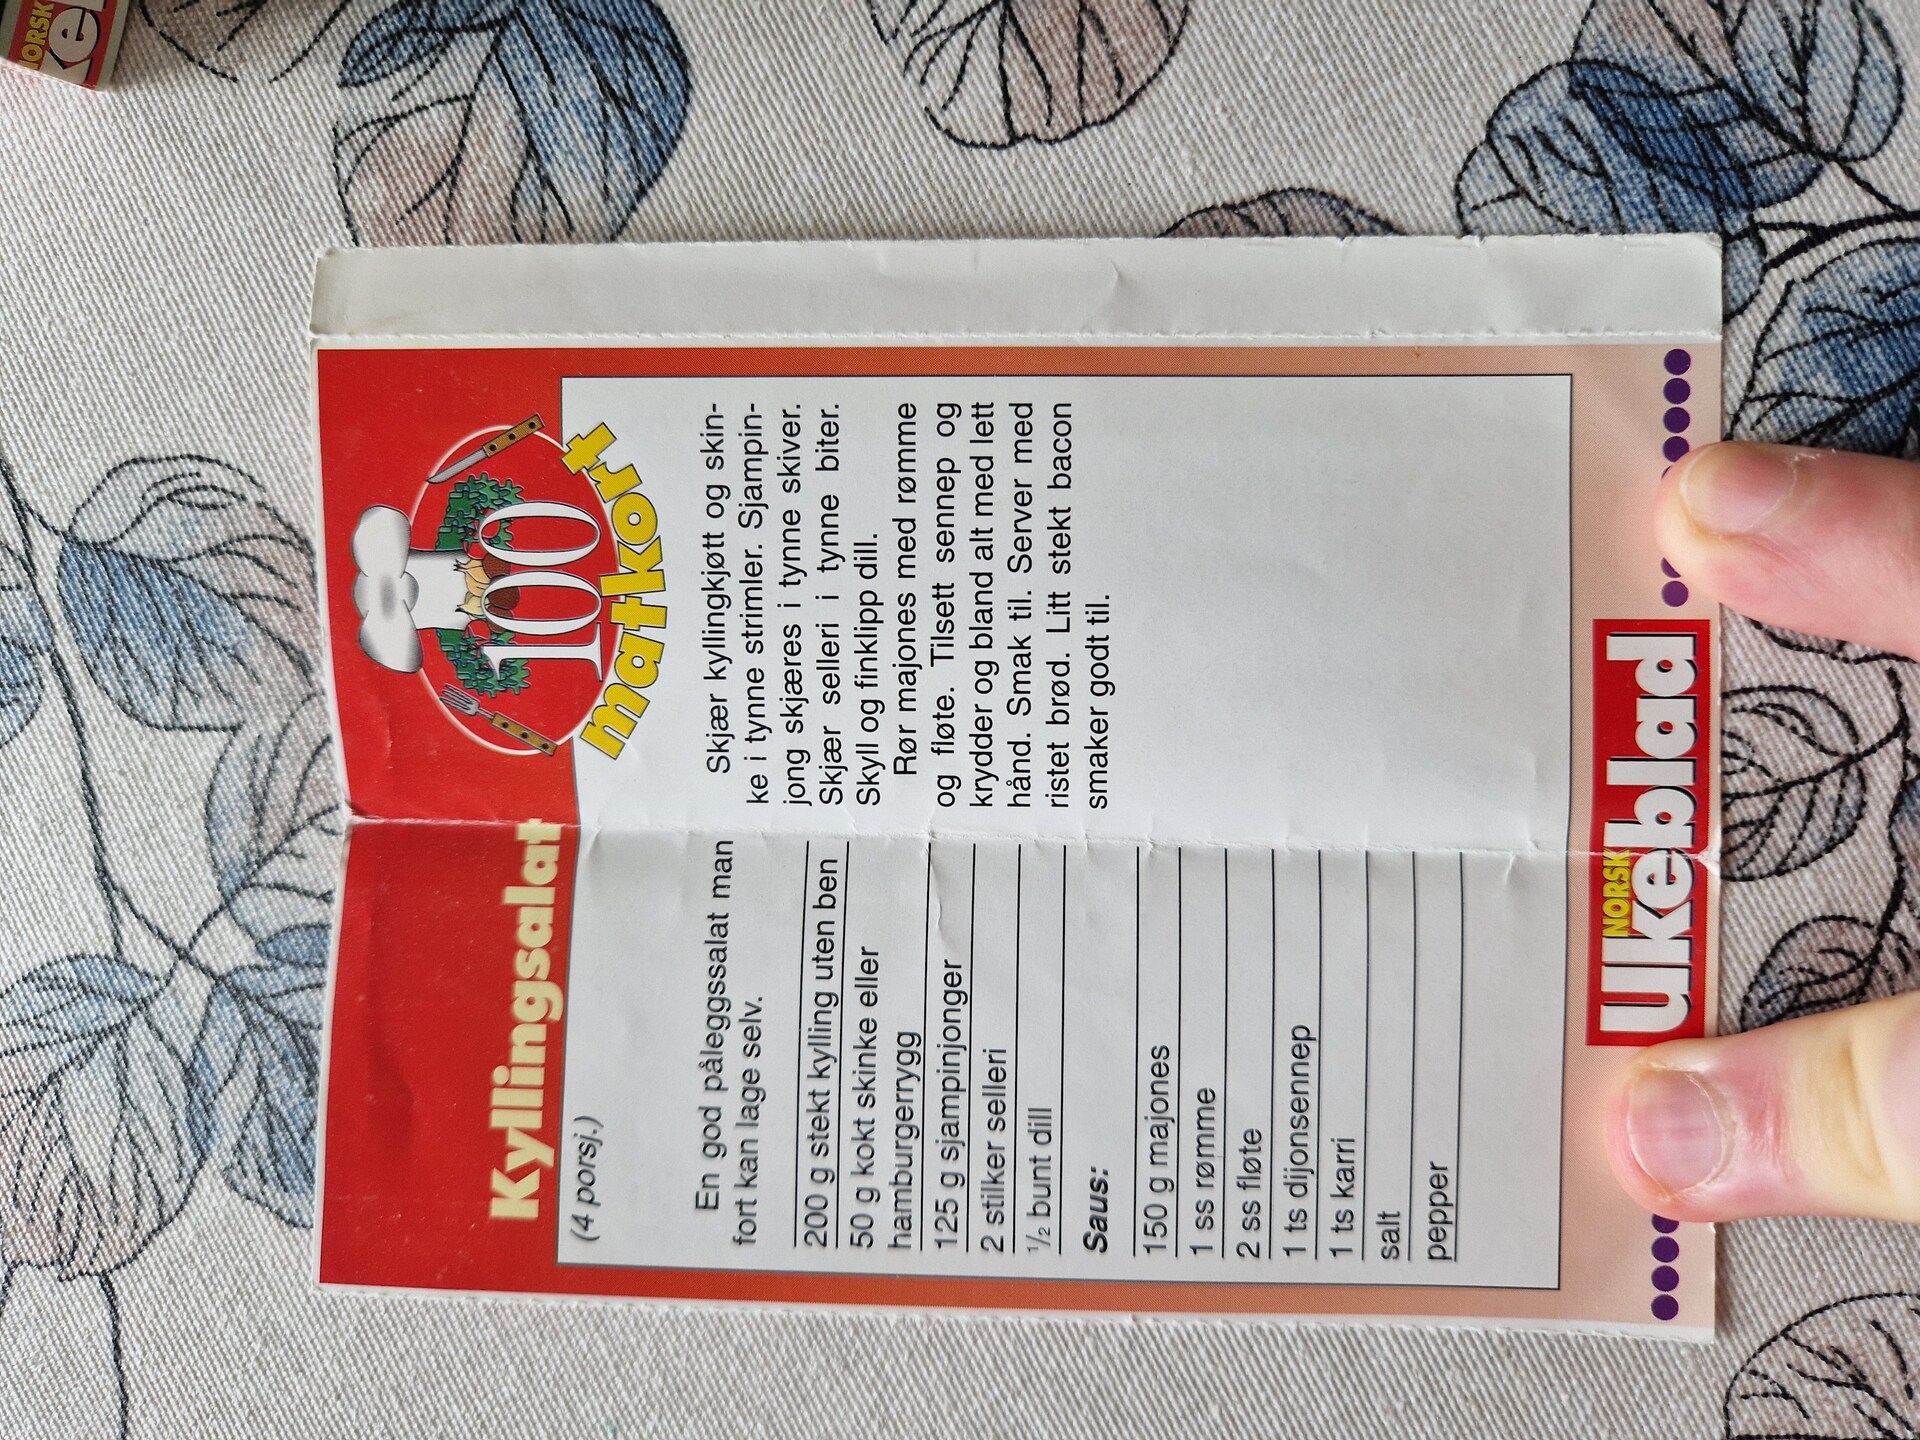 Kyllingsalat
(4 porsj.)
En god påleggssalat man
fort kan lage selv.
200 g stekt kylling uten ben
50 g kokt skinke eller
hamburgerrygg
125 g sjampinjonger
2 stilker selleri
1/2 bunt dill
Saus:
150 g majones
1 ss rømme
2 ss fløte
1 ts dijonsennep
1 ts karri
salt
pepper
100
matkort
Skjær kyllingkjøtt og skin-
ke i tynne strimler. Sjampin-
jong skjæres i tynne skiver.
Skjær selleri i tynne biter.
Skyll og finklipp dill.
Rør majones med rømme
og fløte. Tilsett sennep og
krydder og bland alt med lett
hånd. Smak til. Server med
ristet brød. Litt stekt bacon
smaker godt til.
NORSK
Ukeblad
NORSK